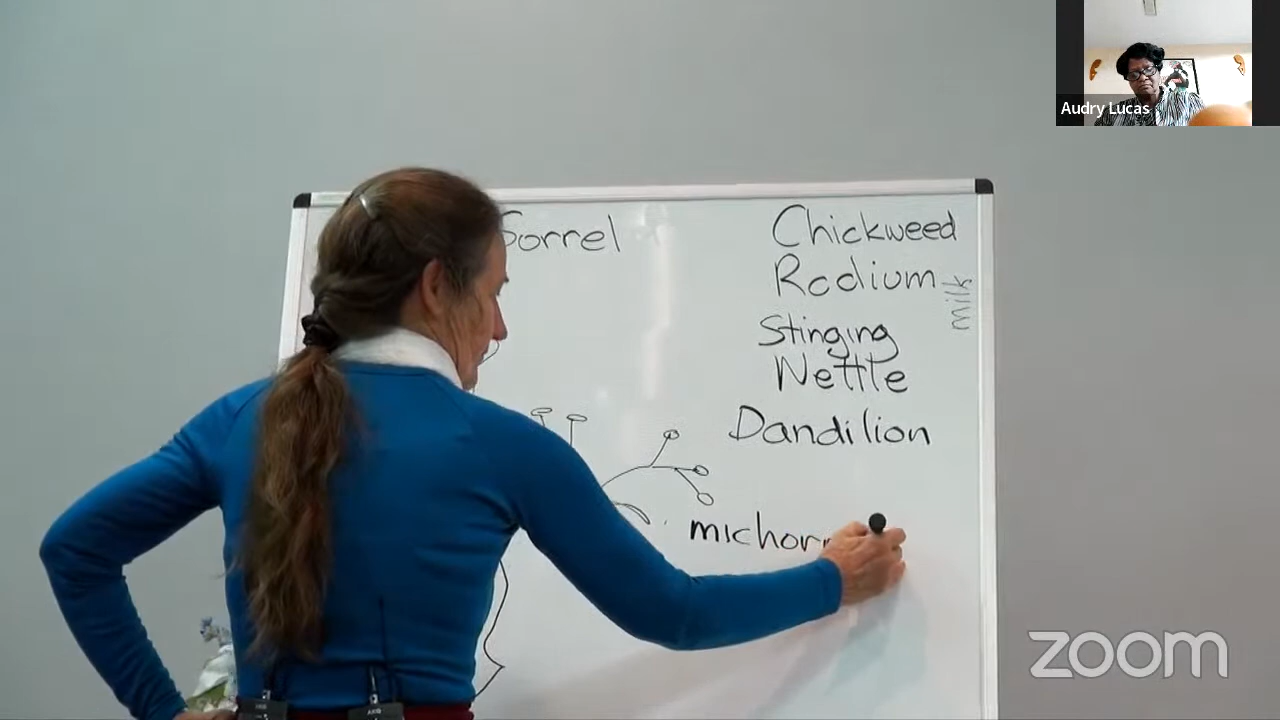 Audry Lucas
Sorrel
Chickweed
Rodium
milk
Stinging
Nettle
Dandilion
michorr
zoom